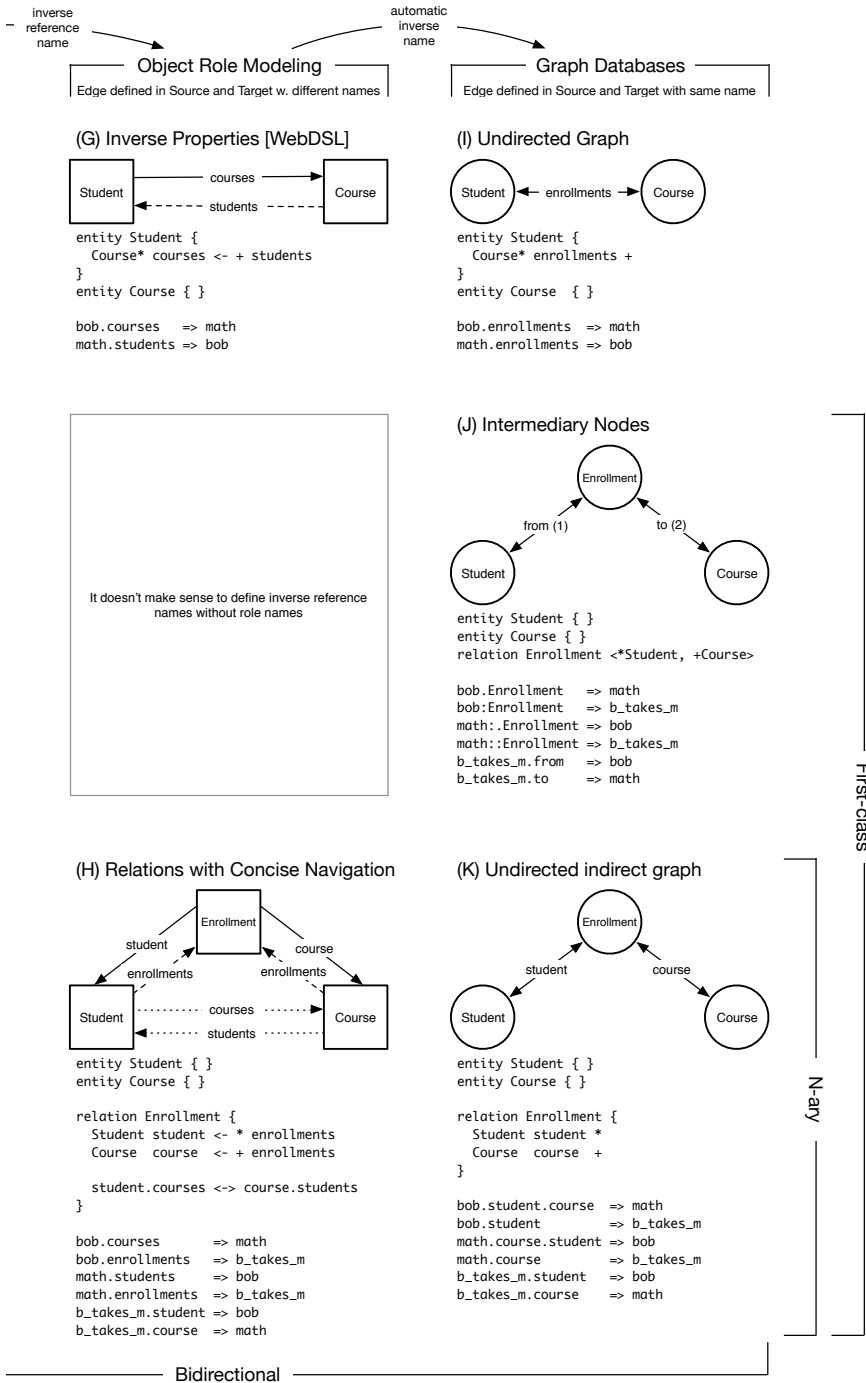 inverse
reference
name
automatic
inverse
name
Object Role Modeling
Edge defined in Source and Target w. different names
Graph Databases
Edge defined in Source and Target with same name
(G) Inverse Properties [WebDSL]
Student
courses
students
Course
entity Student {
  Course* courses <- + students
}
entity Course { }
bob.courses   => math
math.students => bob
(I) Undirected Graph
Student
enrollments
Course
entity Student {
  Course* enrollments +
}
entity Course  { }
bob.enrollments  => math
math.enrollments => bob
It doesn't make sense to define inverse reference
names without role names
(J) Intermediary Nodes
Enrollment
from (1)
to (2)
Student
Course
entity Student { }
entity Course { }
relation Enrollment <*Student, +Course>
bob.Enrollment   => math
bob:Enrollment   => b_takes_m
math:.Enrollment => bob
math::Enrollment => b_takes_m
b_takes_m.from   => bob
b_takes_m.to     => math
First-class
(H) Relations with Concise Navigation
Enrollment
student
course
enrollments
enrollments
Student
courses
students
Course
entity Student { }
entity Course { }
relation Enrollment {
  Student student <- * enrollments
  Course  course  <- + enrollments
  student.courses <-> course.students
}
bob.courses       => math
bob.enrollments   => b_takes_m
math.students     => bob
math.enrollments  => b_takes_m
b_takes_m.student => bob
b_takes_m.course  => math
(K) Undirected indirect graph
Enrollment
student
course
Student
Course
entity Student { }
entity Course { }
relation Enrollment {
  Student student *
  Course  course  +
}
bob.student.course  => math
bob.student         => b_takes_m
math.course.student => bob
math.course         => b_takes_m
b_takes_m.student   => bob
b_takes_m.course    => math
N-ary
Bidirectional